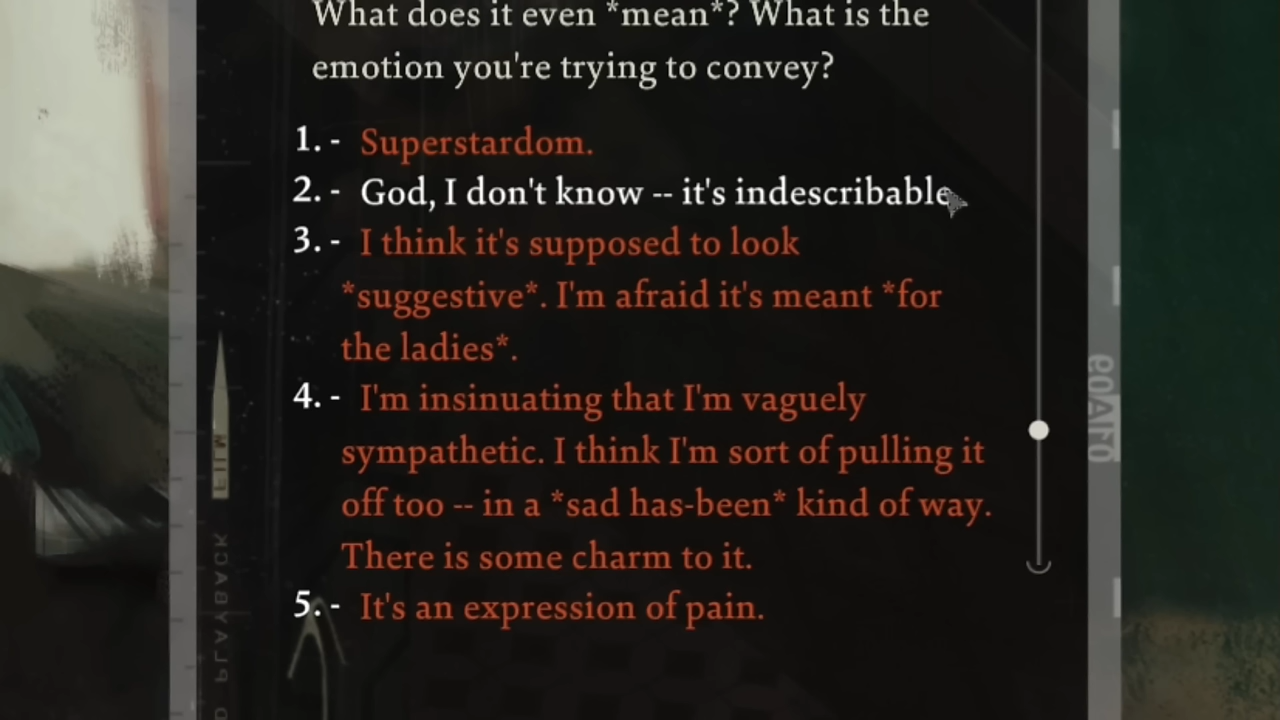 What does it even *mean*? What is the
emotion you're trying to convey?
1. - Superstardom.
2. - God, I don't know -- it's indescribable
3. - I think it's supposed to look
*suggestive*. I'm afraid it's meant *for
the ladies*.
4. - I'm insinuating that I'm vaguely
sympathetic. I think I'm sort of pulling it
off too -- in a *sad has-been* kind of way.
There is some charm to it.
5. - It's an expression of pain.
PLAYBACK